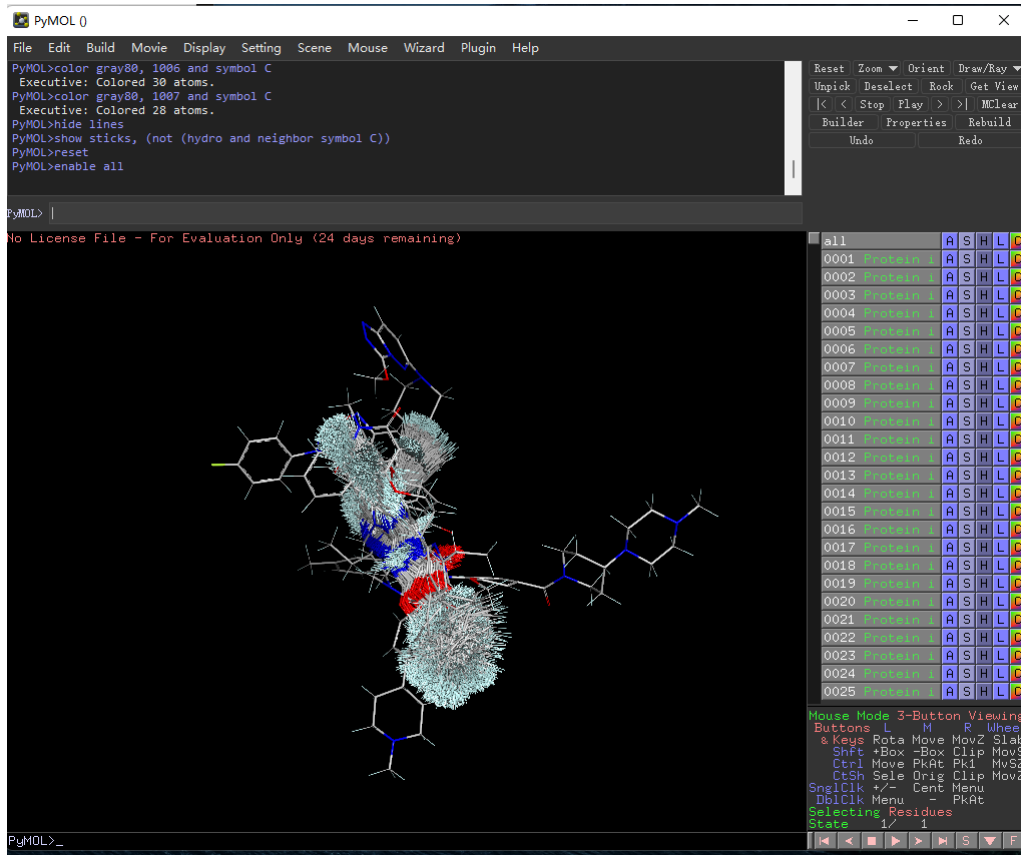 PyMOL ()
File Edit Build Movie Display Setting Scene Mouse Wizard Plugin Help
PyMOL>color gray80, 1006 and symbol C
Executive: Colored 30 atoms.
PyMOL>color gray80, 1007 and symbol C
Executive: Colored 28 atoms.
PyMOL>hide lines
PyMOL>show sticks, (not (hydro and neighbor symbol C))
PyMOL>reset
PyMOL>enable all
Reset Zoom Orient Draw/Ray
Unpick Deselect Rock Get View
|< < Stop Play > >| MClear
Builder Properties Rebuild
Undo Redo
PyMOL>
No License File - For Evaluation Only (24 days remaining)
all A S H L C
0001 Protein i A S H L C
0002 Protein i A S H L C
0003 Protein i A S H L C
0004 Protein i A S H L C
0005 Protein i A S H L C
0006 Protein i A S H L C
0007 Protein i A S H L C
0008 Protein i A S H L C
0009 Protein i A S H L C
0010 Protein i A S H L C
0011 Protein i A S H L C
0012 Protein i A S H L C
0013 Protein i A S H L C
0014 Protein i A S H L C
0015 Protein i A S H L C
0016 Protein i A S H L C
0017 Protein i A S H L C
0018 Protein i A S H L C
0019 Protein i A S H L C
0020 Protein i A S H L C
0021 Protein i A S H L C
0022 Protein i A S H L C
0023 Protein i A S H L C
0024 Protein i A S H L C
0025 Protein i A S H L C
Mouse Mode 3-Button Viewing
Buttons L M R Whee
& Keys Rota Move MovZ Slab
Shft +Box -Box Clip MovS
Ctrl Move PkAt Pk1 MvSZ
CtSh Sele Orig Clip MovZ
SnglClk +/- Cent Menu
DblClk Menu - PkAt
Selecting Residues
State 1/ 1
PyMOL>_
S F